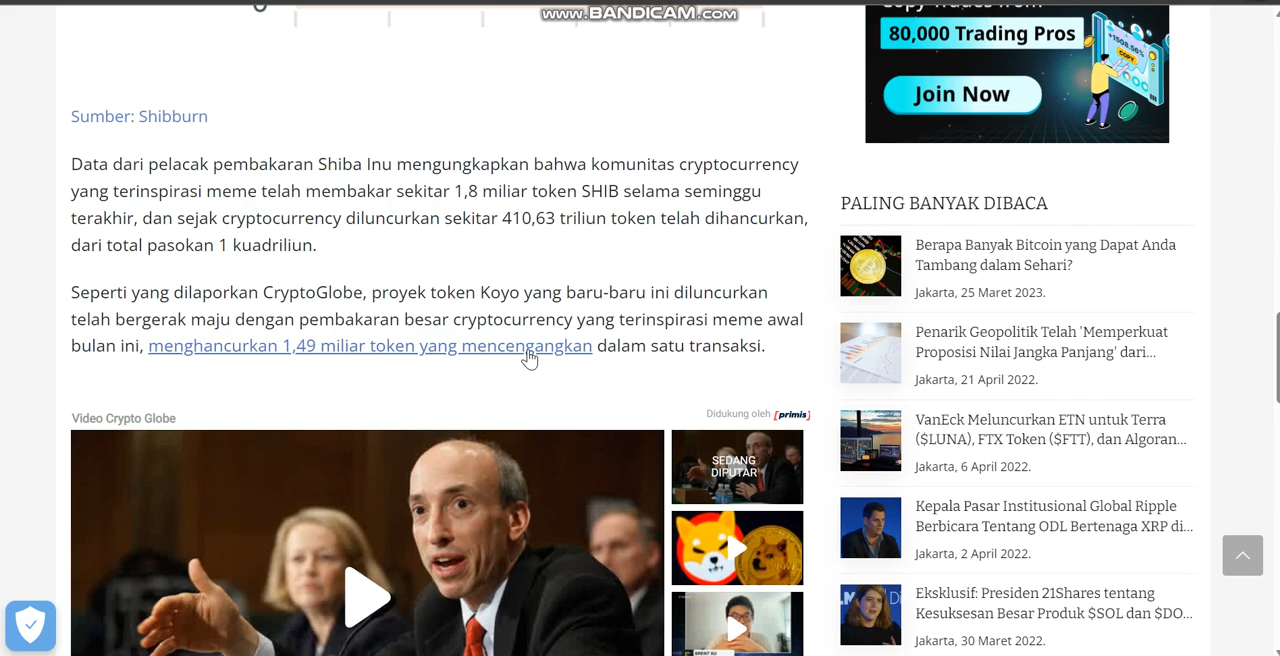 www.BANDICAM.com
80,000 Trading Pros
+1508.56%
COPY
Join Now
Sumber: Shibburn
Data dari pelacak pembakaran Shiba Inu mengungkapkan bahwa komunitas cryptocurrency
yang terinspirasi meme telah membakar sekitar 1,8 miliar token SHIB selama seminggu
terakhir, dan sejak cryptocurrency diluncurkan sekitar 410,63 triliun token telah dihancurkan,
dari total pasokan 1 kuadriliun.
Seperti yang dilaporkan CryptoGlobe, proyek token Koyo yang baru-baru ini diluncurkan
telah bergerak maju dengan pembakaran besar cryptocurrency yang terinspirasi meme awal
bulan ini, menghancurkan 1,49 miliar token yang mencengangkan dalam satu transaksi.
Video Crypto Globe
Didukung oleh [primis]
SEDANG
DIPUTAR
PALING BANYAK DIBACA
Berapa Banyak Bitcoin yang Dapat Anda
Tambang dalam Sehari?
Jakarta, 25 Maret 2023.
Penarik Geopolitik Telah 'Memperkuat
Proposisi Nilai Jangka Panjang' dari...
Jakarta, 21 April 2022.
VanEck Meluncurkan ETN untuk Terra
($LUNA), FTX Token ($FTT), dan Algoran...
Jakarta, 6 April 2022.
Kepala Pasar Institusional Global Ripple
Berbicara Tentang ODL Bertenaga XRP di...
Jakarta, 2 April 2022.
Eksklusif: Presiden 21Shares tentang
Kesuksesan Besar Produk $SOL dan $DO...
Jakarta, 30 Maret 2022.